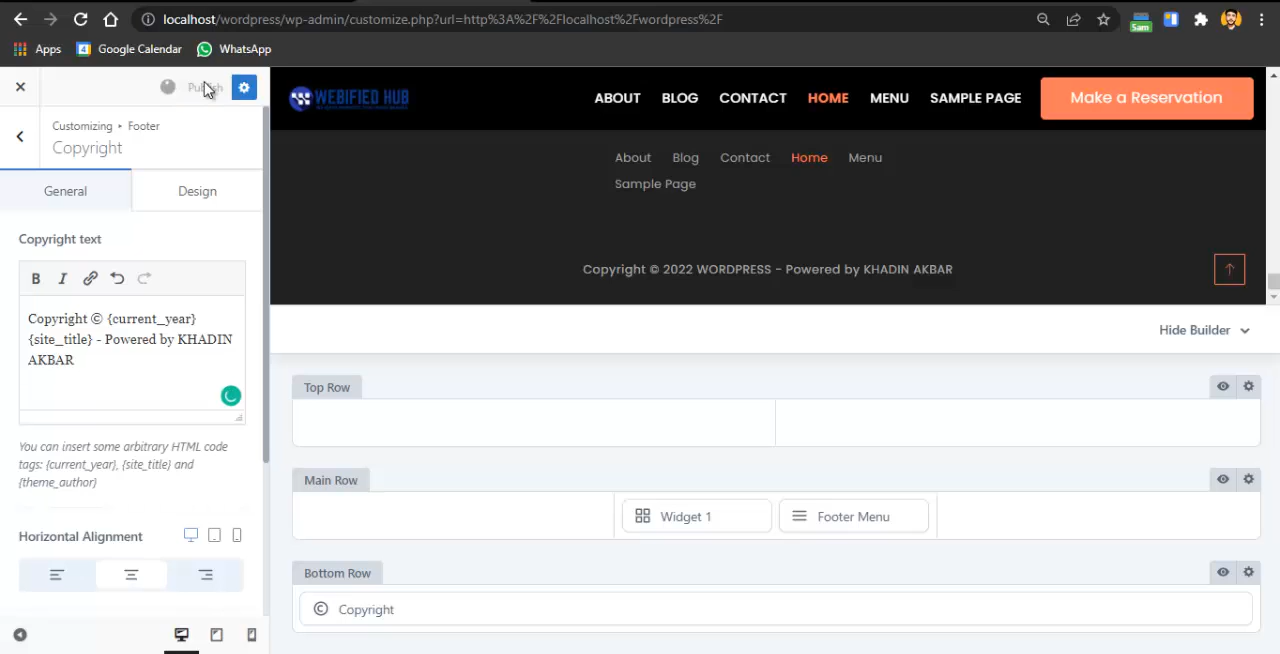 localhost/wordpress/wp-admin/customize.php?url=http%3A%2F%2Flocalhost%2Fwordpress%2F
Sam
Apps Google Calendar WhatsApp
Publish
WEBIFIED HUB
ABOUT BLOG CONTACT HOME MENU SAMPLE PAGE Make a Reservation
Customizing ▸ Footer
Copyright
General Design
About Blog Contact Home Menu
Sample Page
Copyright © 2022 WORDPRESS - Powered by KHADIN AKBAR
Copyright text
B I
Copyright © {current_year}
{site_title} - Powered by KHADIN
AKBAR
You can insert some arbitrary HTML code
tags: {current_year}, {site_title} and
{theme_author}
Horizontal Alignment
Hide Builder
Top Row
Main Row
Widget 1 Footer Menu
Bottom Row
© Copyright